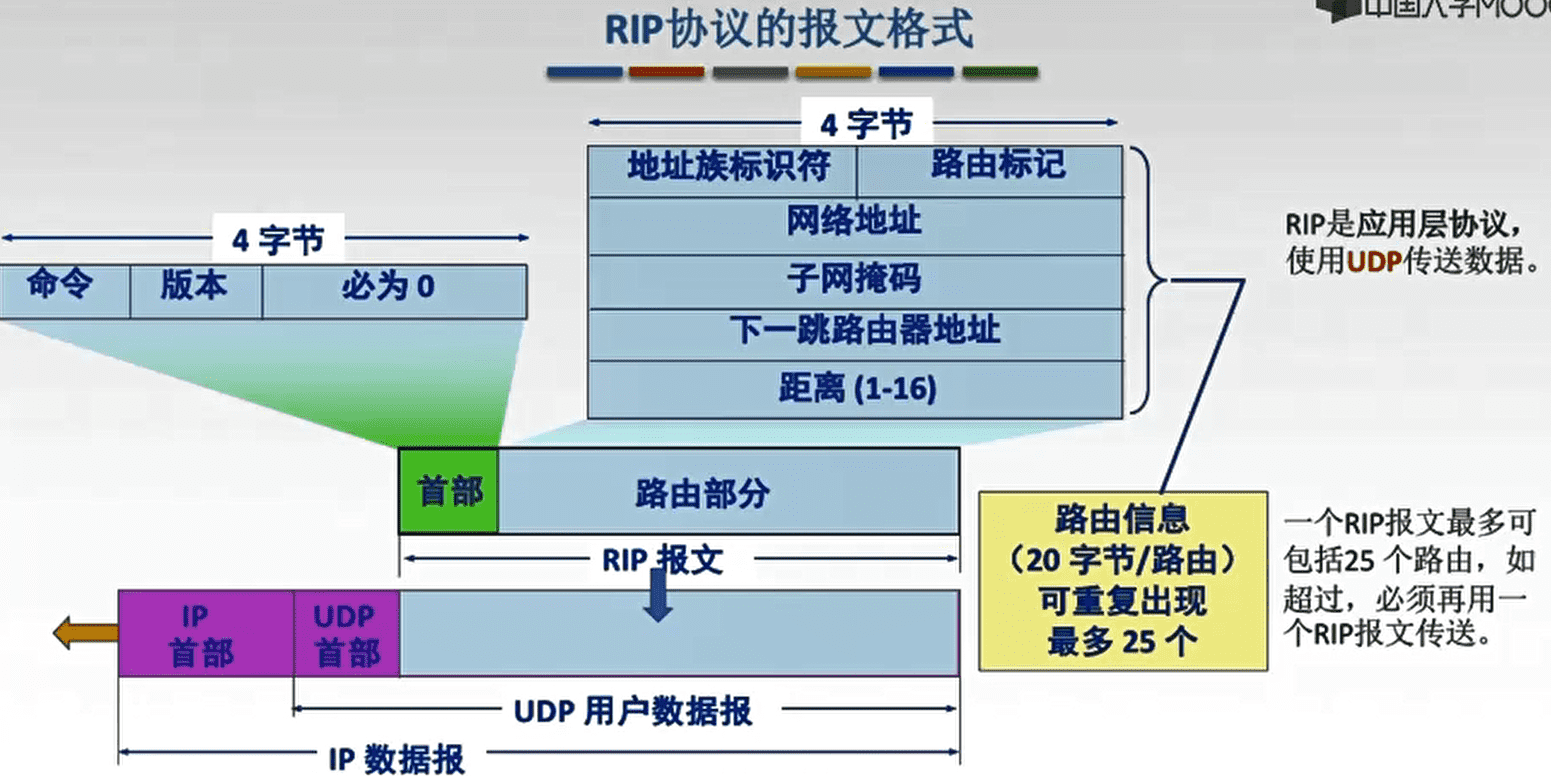 中国大学MOOC
RIP协议的报文格式
4 字节
地址族标识符
路由标记
网络地址
子网掩码
下一跳路由器地址
距离 (1-16)
4 字节
命令
版本
必为 0
RIP是应用层协议，
使用UDP传送数据。
首部
路由部分
RIP 报文
路由信息
（20 字节/路由）
可重复出现
最多 25 个
一个RIP报文最多可
包括25 个路由，如
超过，必须再用一
个RIP报文传送。
IP
首部
UDP
首部
UDP 用户数据报
IP 数据报